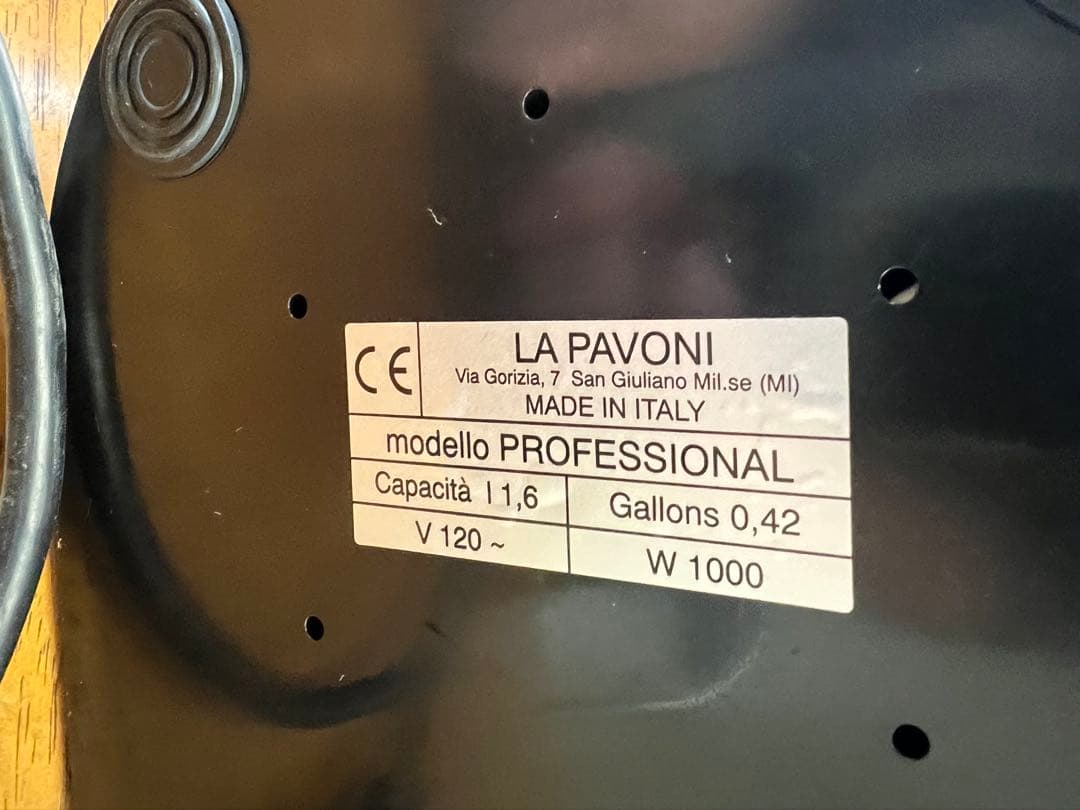 CE
LA PAVONI
Via Gorizia, 7 San Giuliano Mil.se (MI)
MADE IN ITALY
modello PROFESSIONAL
Capacità l 1,6
Gallons 0,42
V 120 ~
W 1000